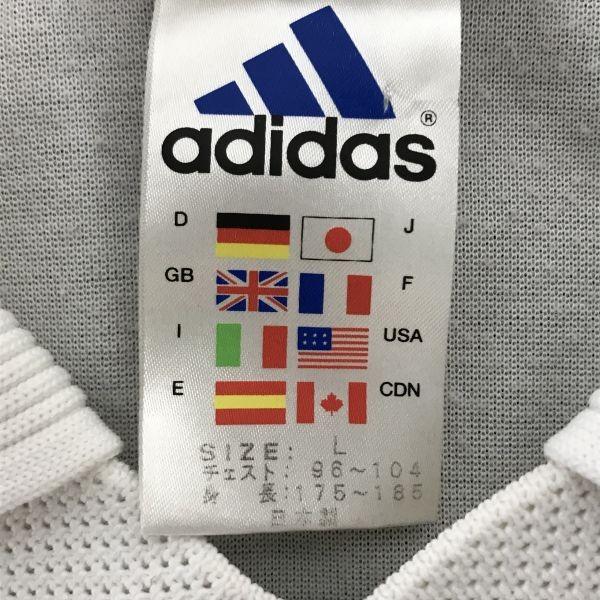 adidas®
D J
GB F
I USA
E CDN
SIZE: L
チェスト: 96〜104
身 長: 175〜185
日本製